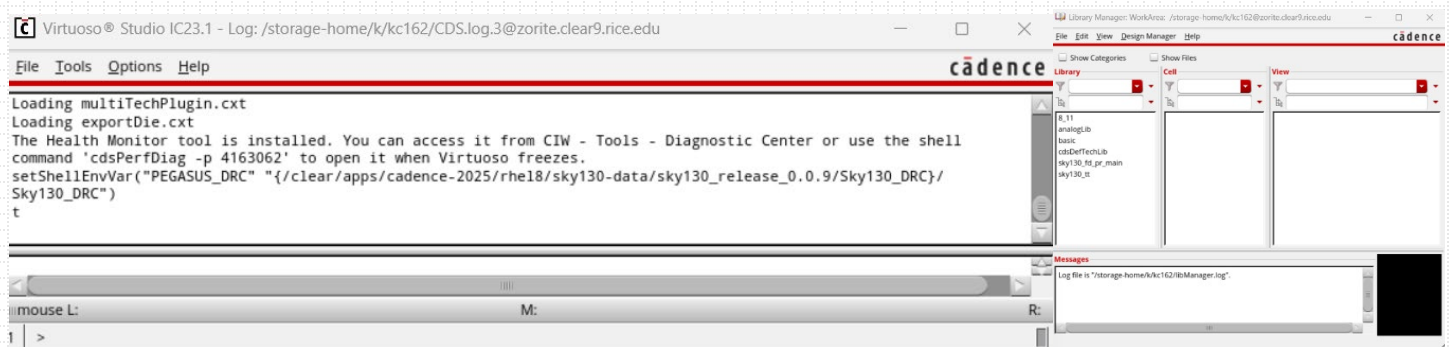 Virtuoso® Studio IC23.1 - Log: /storage-home/k/kc162/CDS.log.3@zorite.clear9.rice.edu
File Tools Options Help
cādence
Loading multiTechPlugin.cxt
Loading exportDie.cxt
The Health Monitor tool is installed. You can access it from CIW - Tools - Diagnostic Center or use the shell
command 'cdsPerfDiag -p 4163062' to open it when Virtuoso freezes.
setShellEnvVar("PEGASUS_DRC" "{/clear/apps/cadence-2025/rhel8/sky130-data/sky130_release_0.0.9/Sky130_DRC}/
Sky130_DRC")
t
mouse L: M: R:
1 >
Library Manager: WorkArea: /storage-home/k/kc162@zorite.clear9.rice.edu
File Edit View Design Manager Help
cādence
Show Categories Show Files
Library Cell View
8_11
analogLib
basic
cdsDefTechLib
sky130_fd_pr_main
sky130_tt
Messages
Log file is "/storage-home/k/kc162/libManager.log".